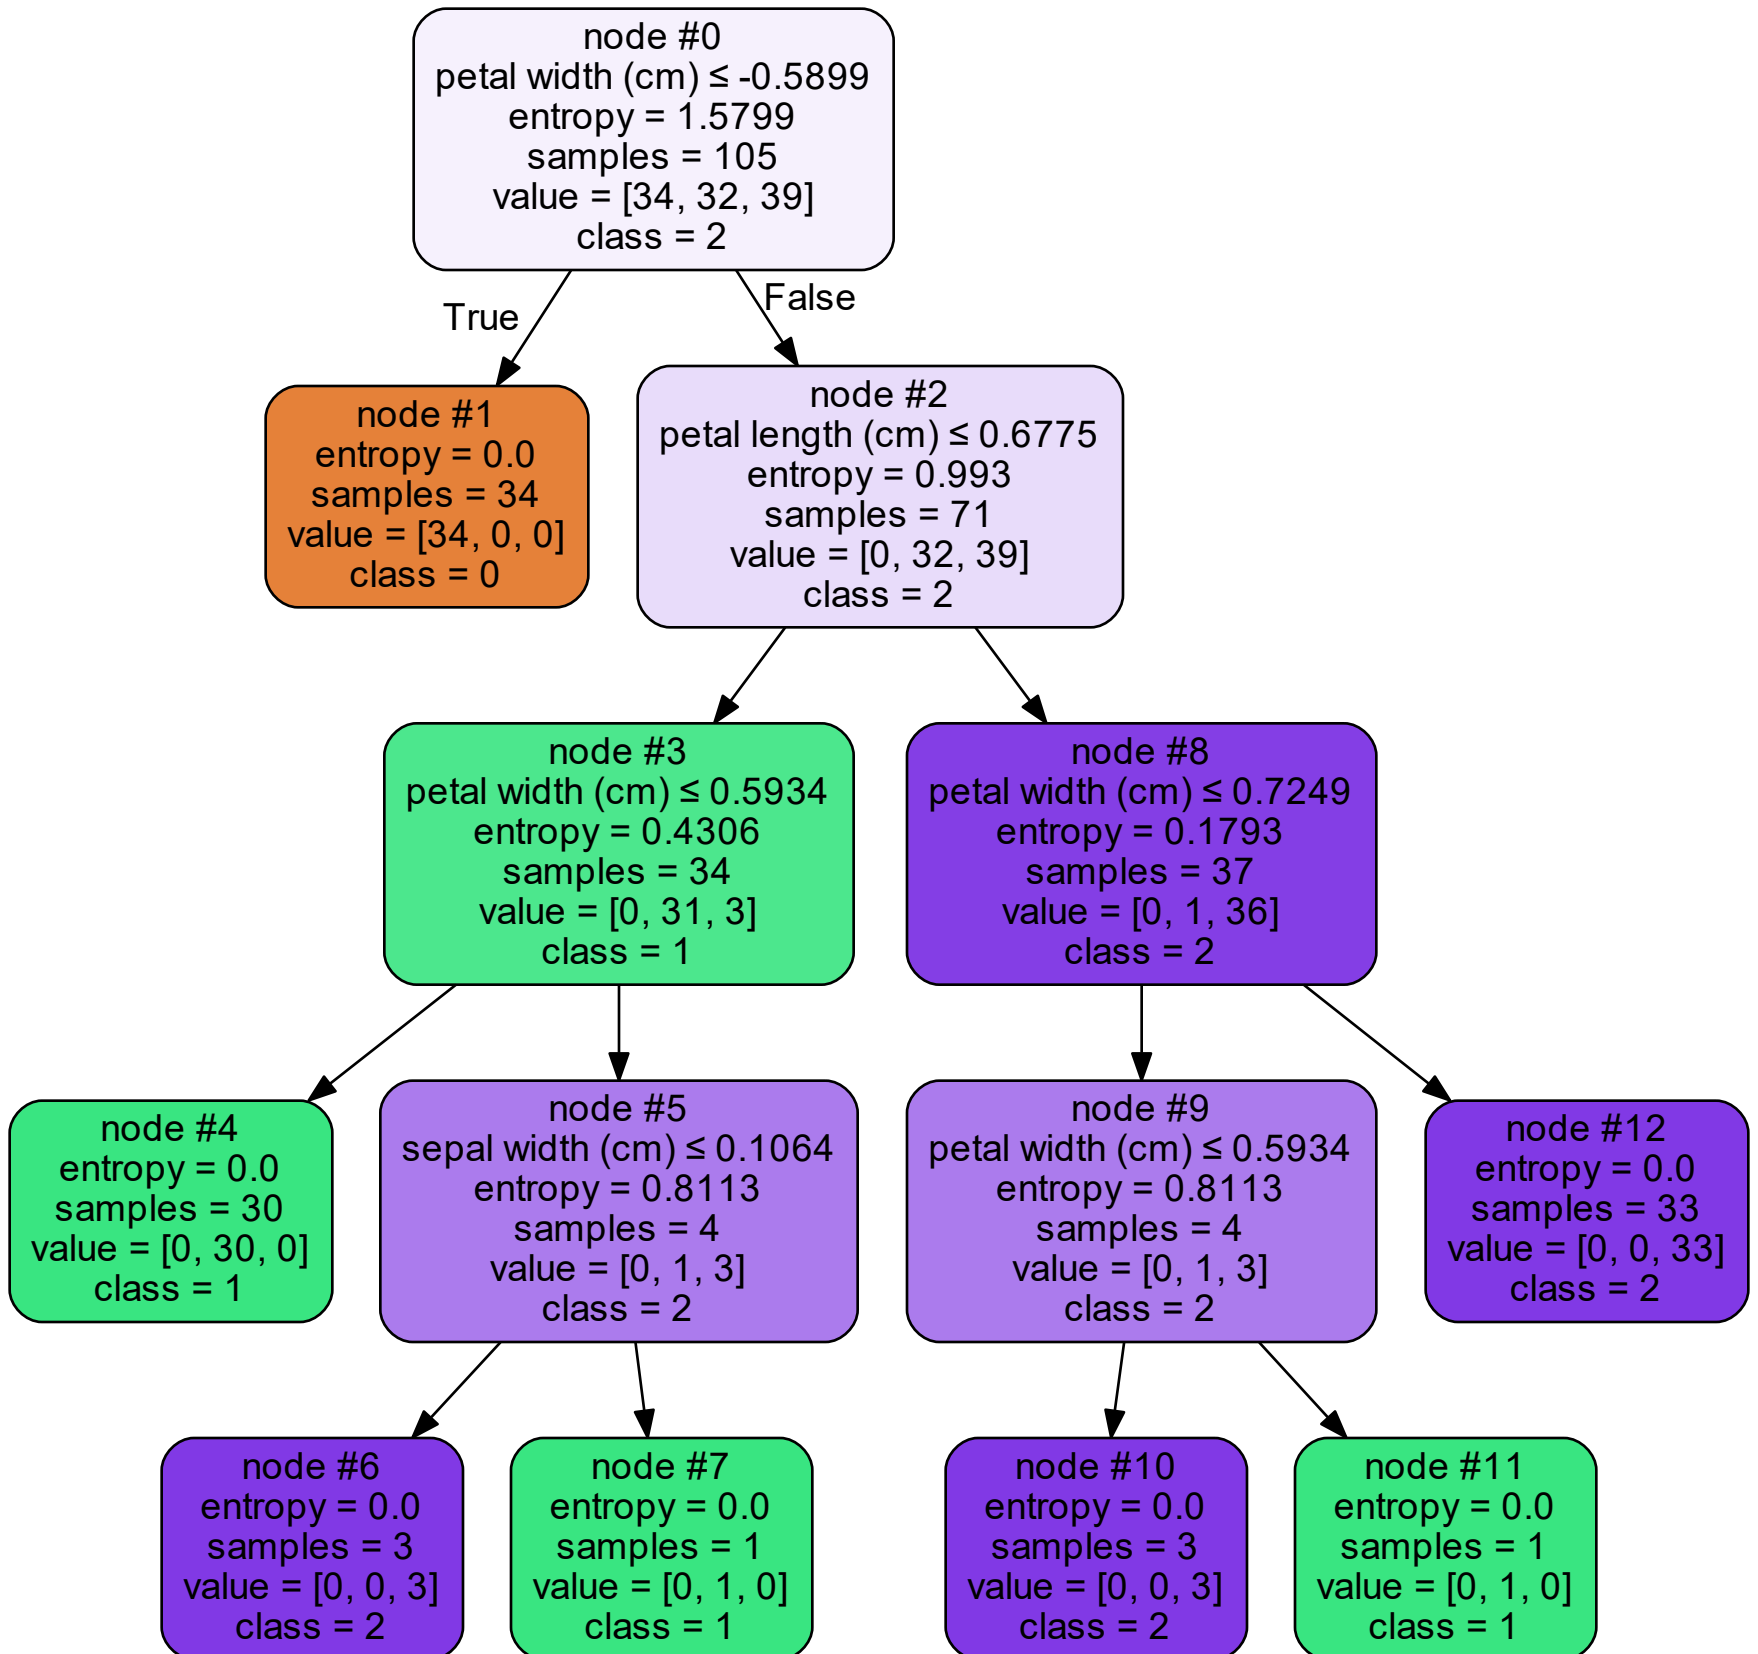 node #0
petal width (cm) ≤ -0.5899
entropy = 1.5799
samples = 105
value = [34, 32, 39]
class = 2
True
False
node #1
entropy = 0.0
samples = 34
value = [34, 0, 0]
class = 0
node #2
petal length (cm) ≤ 0.6775
entropy = 0.993
samples = 71
value = [0, 32, 39]
class = 2
node #3
petal width (cm) ≤ 0.5934
entropy = 0.4306
samples = 34
value = [0, 31, 3]
class = 1
node #8
petal width (cm) ≤ 0.7249
entropy = 0.1793
samples = 37
value = [0, 1, 36]
class = 2
node #4
entropy = 0.0
samples = 30
value = [0, 30, 0]
class = 1
node #5
sepal width (cm) ≤ 0.1064
entropy = 0.8113
samples = 4
value = [0, 1, 3]
class = 2
node #9
petal width (cm) ≤ 0.5934
entropy = 0.8113
samples = 4
value = [0, 1, 3]
class = 2
node #12
entropy = 0.0
samples = 33
value = [0, 0, 33]
class = 2
node #6
entropy = 0.0
samples = 3
value = [0, 0, 3]
class = 2
node #7
entropy = 0.0
samples = 1
value = [0, 1, 0]
class = 1
node #10
entropy = 0.0
samples = 3
value = [0, 0, 3]
class = 2
node #11
entropy = 0.0
samples = 1
value = [0, 1, 0]
class = 1